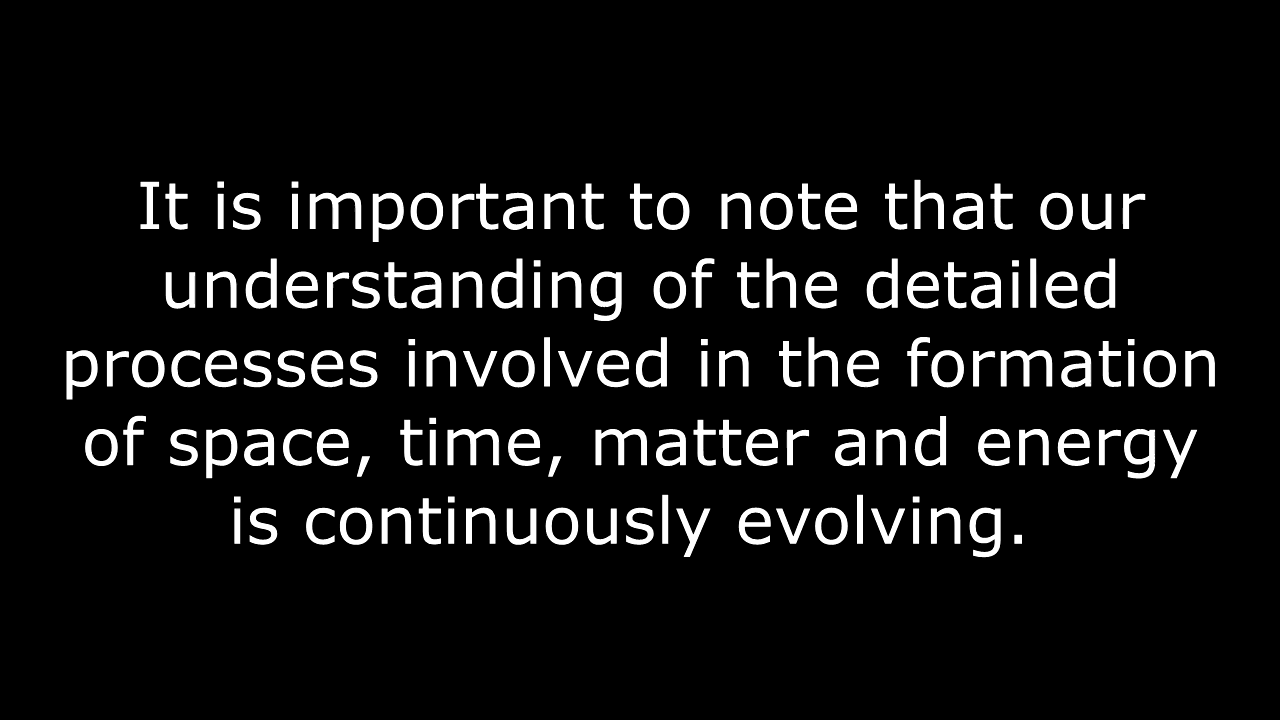 It is important to note that our
understanding of the detailed
processes involved in the formation
of space, time, matter and energy
is continuously evolving.